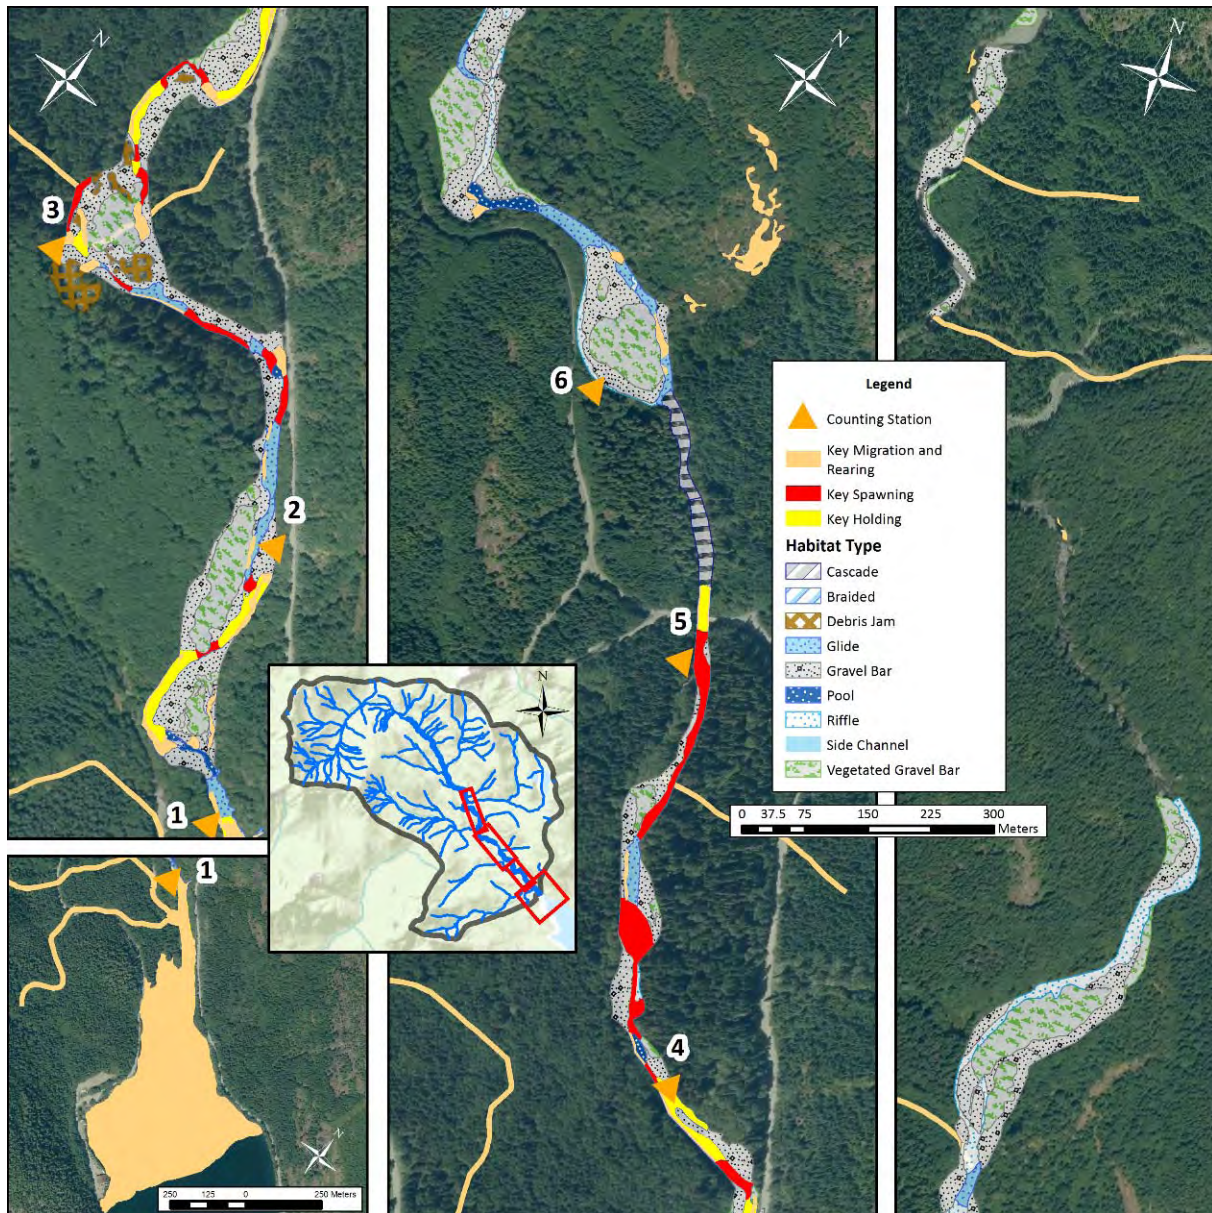 N
N
N
3
2
1
1
6
5
4
Legend
Counting Station
Key Migration and
Rearing
Key Spawning
Key Holding
Habitat Type
Cascade
Braided
Debris Jam
Glide
Gravel Bar
Pool
Riffle
Side Channel
Vegetated Gravel Bar
0 37.5 75 150 225 300
Meters
N
N
250 125 0 250 Meters